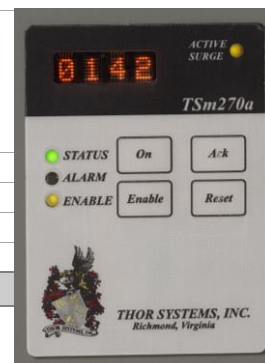 ACTIVE
SURGE
0142
TSm270a
STATUS
On
Ack
ALARM
ENABLE
Enable
Reset
THOR SYSTEMS, INC.
Richmond, Virginia